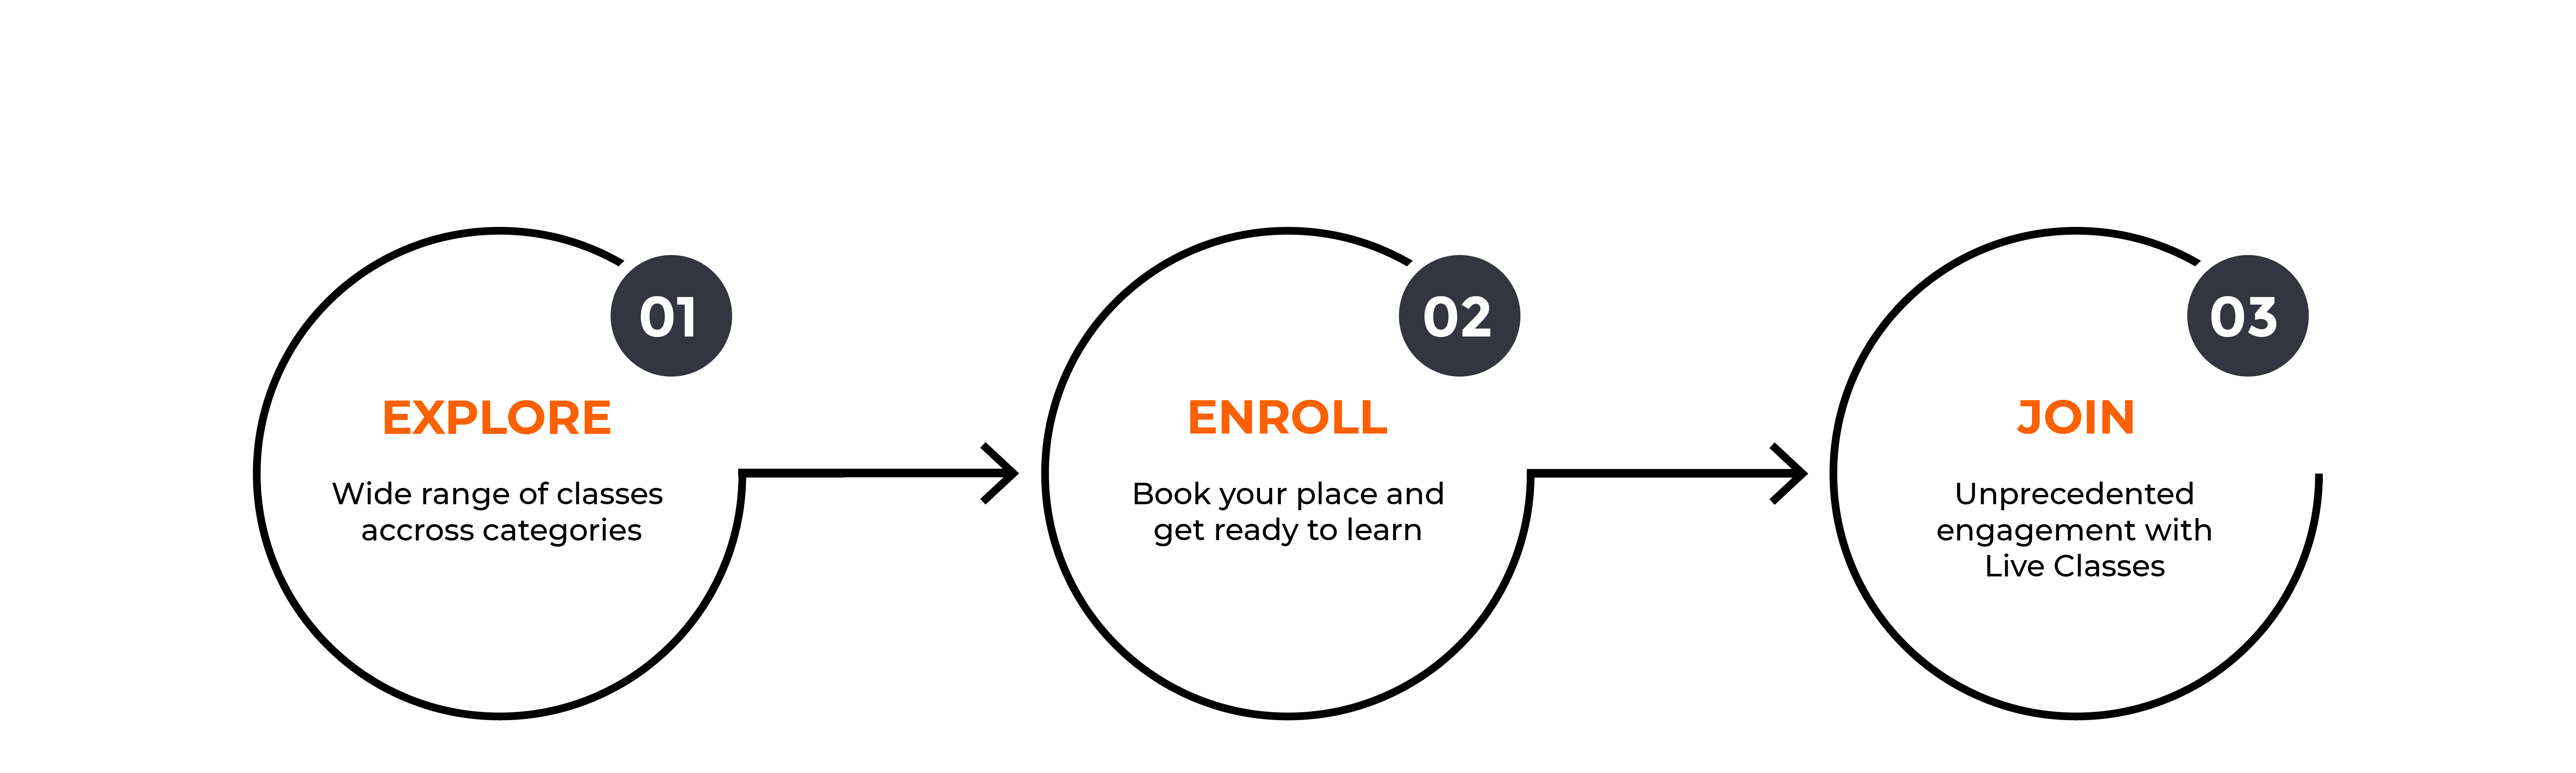 01
EXPLORE
Wide range of classes
accross categories
02
ENROLL
Book your place and
get ready to learn
03
JOIN
Unprecedented
engagement with
Live Classes